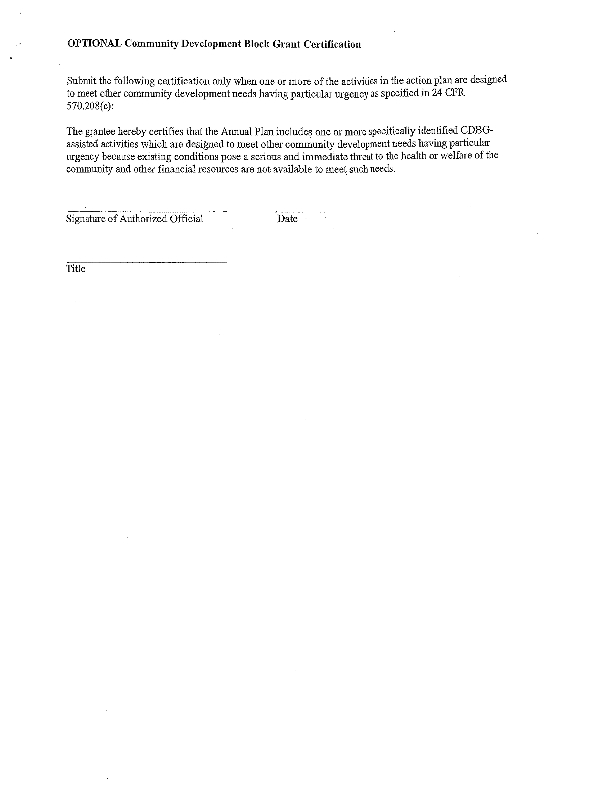 OPTIONAL Community Development Block Grant Certification
Submit the following certification only when one or more of the activities in the action plan are designed
to meet other community development needs having particular urgency as specified in 24 CFR
570.208(c):
The grantee hereby certifies that the Annual Plan includes one or more specifically identified CDBG-
assisted activities which are designed to meet other community development needs having particular
urgency because existing conditions pose a serious and immediate threat to the health or welfare of the
community and other financial resources are not available to meet such needs.
Signature of Authorized Official Date
Title